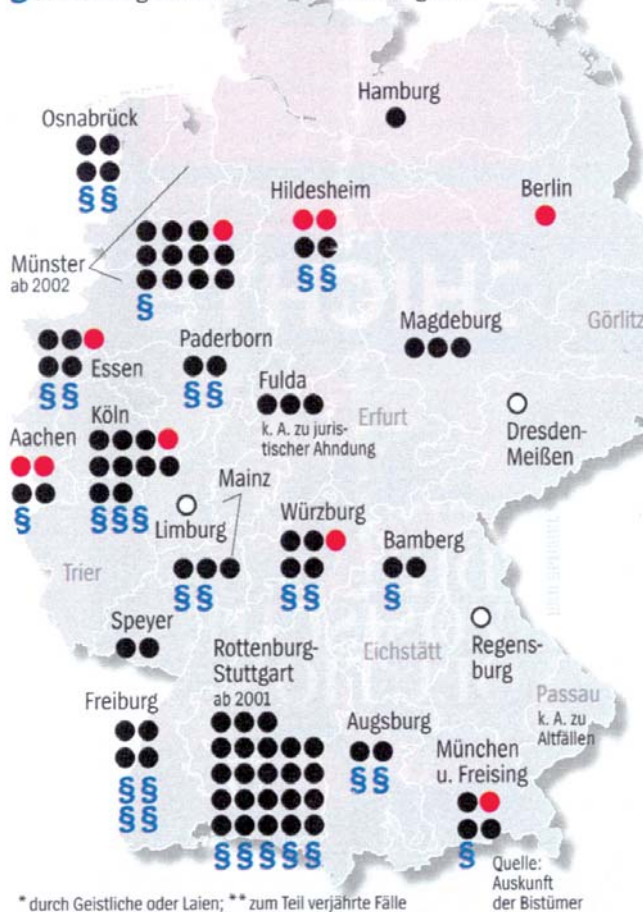 Hamburg
Osnabrück
§§
Hildesheim
§§
Berlin
Münster
ab 2002
§
Magdeburg
Görlitz
Paderborn
§§
Essen
§§
Fulda
k. A. zu juris-
tischer Ahndung
Erfurt
Dresden-
Meißen
Köln
§§§
Aachen
§
Mainz
§§
Limburg
Würzburg
§§
Bamberg
§
Trier
Speyer
Rottenburg-
Stuttgart
ab 2001
§§§§§
Eichstätt
Regens-
burg
Passau
k. A. zu
Altfällen
Freiburg
§§
§§
Augsburg
§§
München
u. Freising
§
Quelle:
Auskunft
der Bistümer
* durch Geistliche oder Laien; ** zum Teil verjährte Fälle